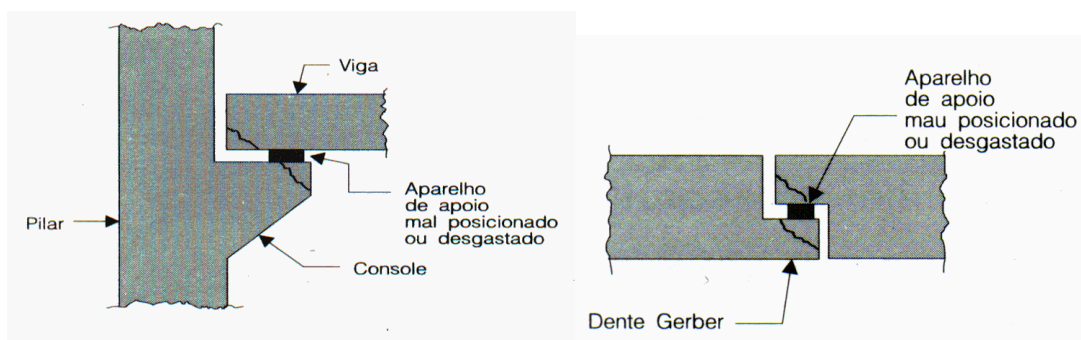 Viga
Aparelho
de apoio
mal posicionado
ou desgastado
Pilar
Console
Aparelho
de apoio
mau posicionado
ou desgastado
Dente Gerber